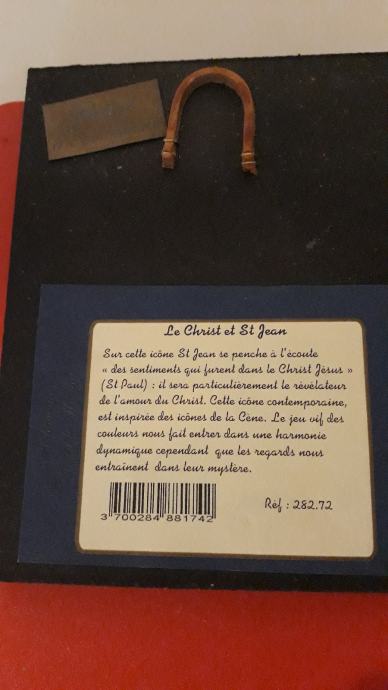 Le Christ et St Jean
Sur cette icône St Jean se penche à l'écoute
« des sentiments qui furent dans le Christ Jésus »
(St Paul) : il sera particulièrement le révélateur
de l'amour du Christ. Cette icône contemporaine,
est inspirée des icônes de la Cène. Le jeu vif des
couleurs nous fait entrer dans une harmonie
dynamique cependant que les regards nous
entraînent dans leur mystère.
3 700284 881742
Réf : 282.72